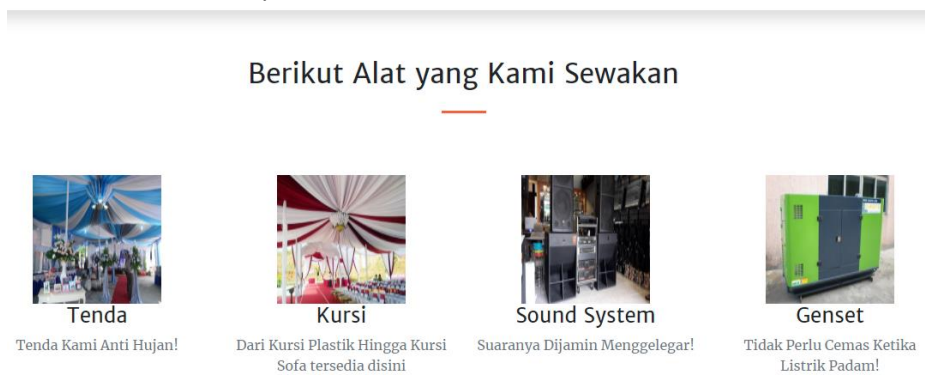 Berikut Alat yang Kami Sewakan
Tenda
Tenda Kami Anti Hujan!
Kursi
Dari Kursi Plastik Hingga Kursi
Sofa tersedia disini
Sound System
Suaranya Dijamin Menggelegar!
Genset
Tidak Perlu Cemas Ketika
Listrik Padam!